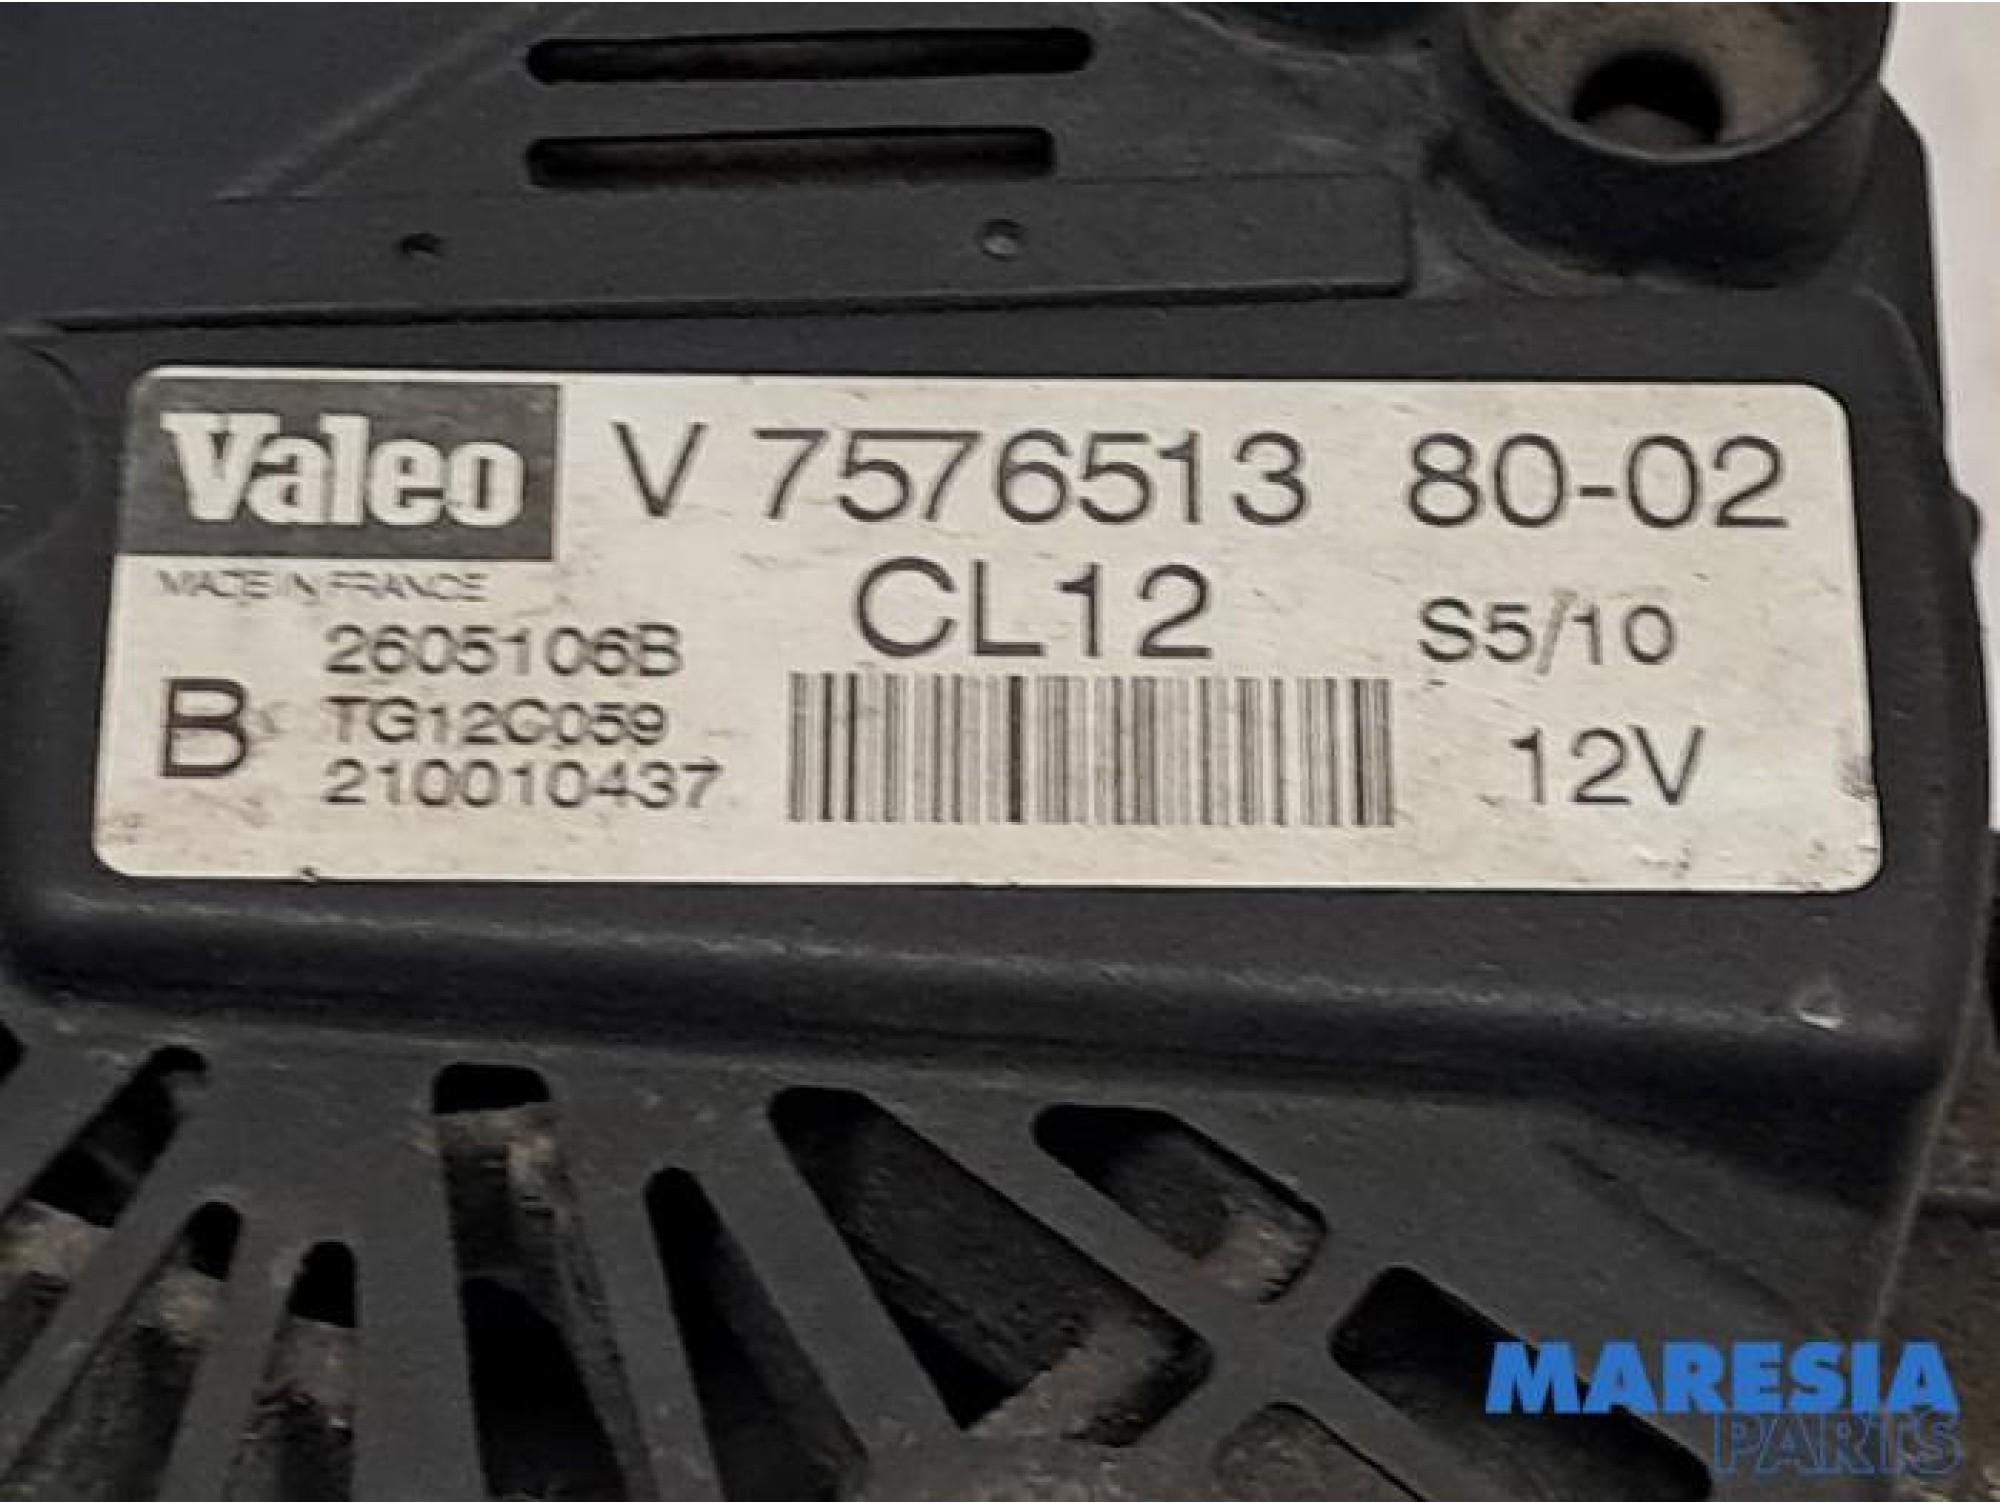 Valeo V 7576513 80-02
MADE IN FRANCE
CL12
S5/10
2605106B
B TG12C059
210010437
12V
MARESIA
PARTS